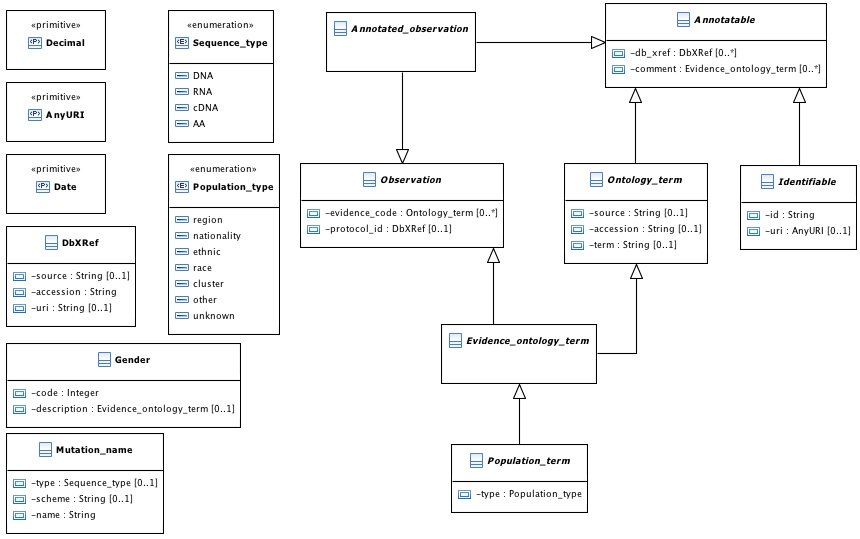 «primitive»
Decimal
«primitive»
AnyURI
«primitive»
Date
DbXRef
-source : String [0..1]
-accession : String
-uri : String [0..1]
Gender
-code : Integer
-description : Evidence_ontology_term [0..1]
Mutation_name
-type : Sequence_type [0..1]
-scheme : String [0..1]
-name : String
«enumeration»
Sequence_type
DNA
RNA
cDNA
AA
«enumeration»
Population_type
region
nationality
ethnic
race
cluster
other
unknown
Annotated_observation
Annotatable
-db_xref : DbXRef [0..*]
-comment : Evidence_ontology_term [0..*]
Observation
-evidence_code : Ontology_term [0..*]
-protocol_id : DbXRef [0..1]
Ontology_term
-source : String [0..1]
-accession : String [0..1]
-term : String [0..1]
Identifiable
-id : String
-uri : AnyURI [0..1]
Evidence_ontology_term
Population_term
-type : Population_type